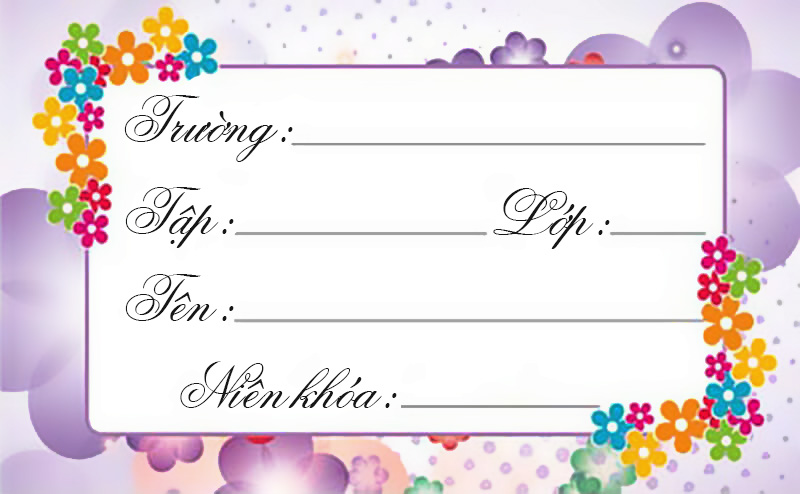 Trường :
Tập : Lớp :
Tên :
Niên khóa :